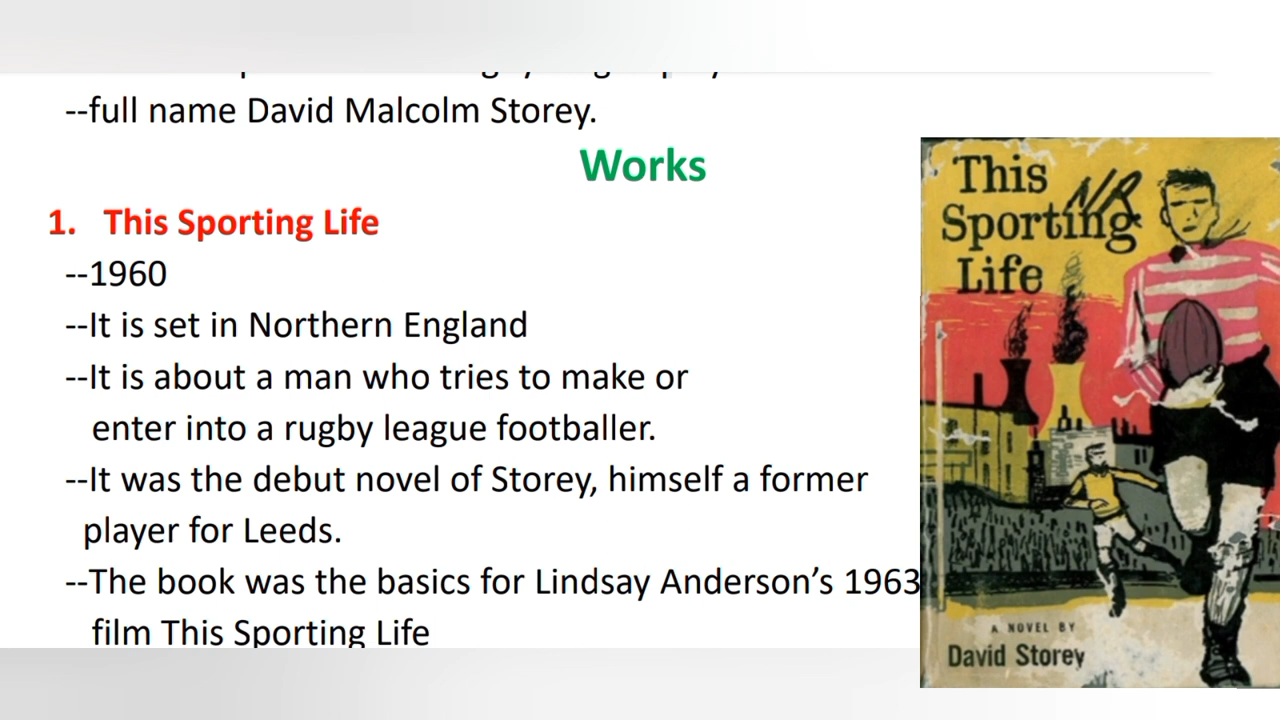 --full name David Malcolm Storey.
Works
1. This Sporting Life
--1960
--It is set in Northern England
--It is about a man who tries to make or
enter into a rugby league footballer.
--It was the debut novel of Storey, himself a former
player for Leeds.
--The book was the basics for Lindsay Anderson’s 1963
film This Sporting Life
This
Sporting
Life
NR
A NOVEL BY
David Storey